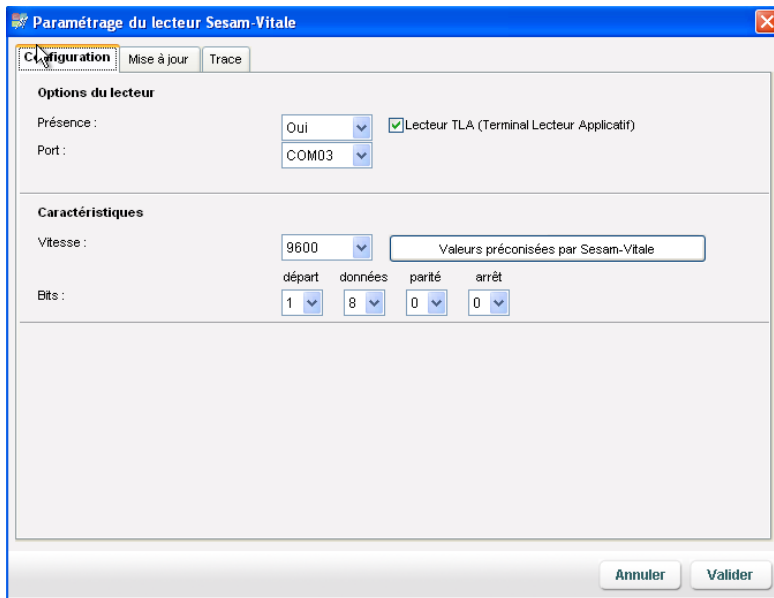 Paramétrage du lecteur Sesam-Vitale
Configuration Mise à jour Trace
Options du lecteur
Présence : Oui Lecteur TLA (Terminal Lecteur Applicatif)
Port : COM03
Caractéristiques
Vitesse : 9600 Valeurs préconisées par Sesam-Vitale
départ données parité arrêt
Bits : 1 8 0 0
Annuler Valider